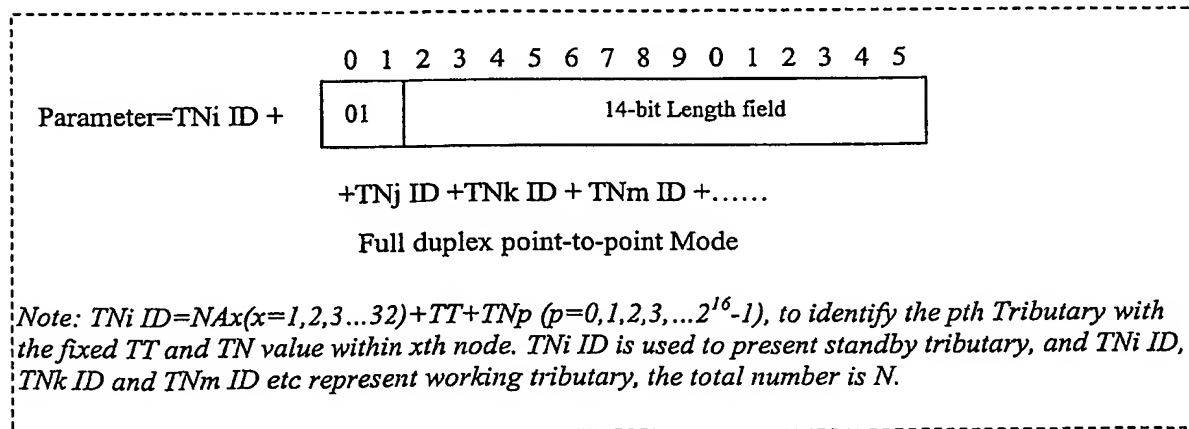 0 1 2 3 4 5 6 7 8 9 0 1 2 3 4 5
Parameter=TNi ID + 01 14-bit Length field
+TNj ID +TNk ID + TNm ID +......
Full duplex point-to-point Mode
Note: TNi ID=NAx(x=1,2,3...32)+TT+TNp (p=0,1,2,3,...2^16-1), to identify the pth Tributary with
the fixed TT and TN value within xth node. TNi ID is used to present standby tributary, and TNi ID,
TNk ID and TNm ID etc represent working tributary, the total number is N.